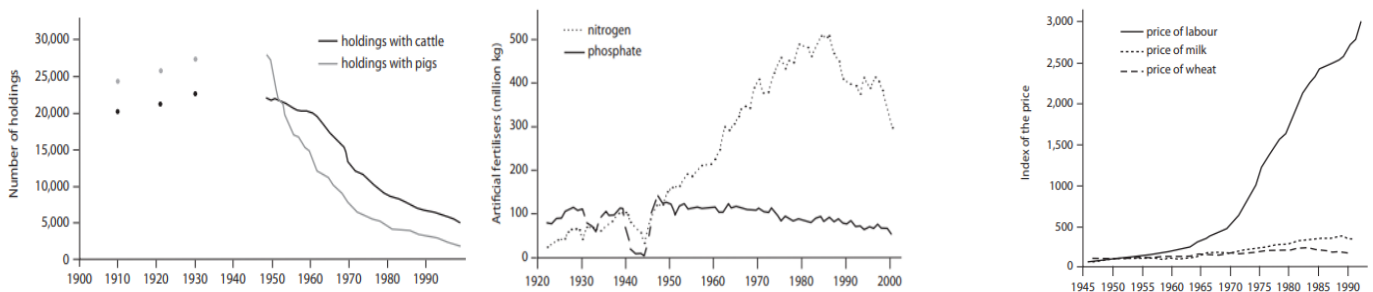 Number of holdings
30,000
25,000
20,000
15,000
10,000
5,000
0
1900 1910 1920 1930 1940 1950 1960 1970 1980 1990
holdings with cattle
holdings with pigs
Artificial fertilisers (million kg)
500
400
300
200
100
0
1920 1930 1940 1950 1960 1970 1980 1990 2000
nitrogen
phosphate
Index of the price
3,000
2,500
2,000
1,500
1000
500
0
1945 1950 1955 1960 1965 1970 1975 1980 1985 1990
price of labour
price of milk
price of wheat